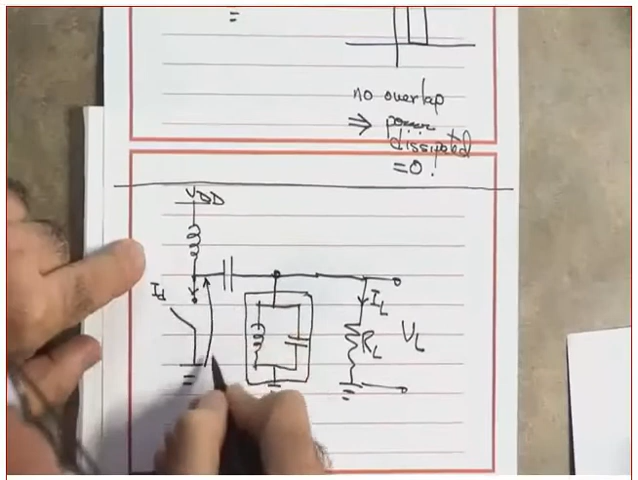 =
no overlap
⇒ power
dissipated
= 0.
VDD
Id
IL
RL
VL